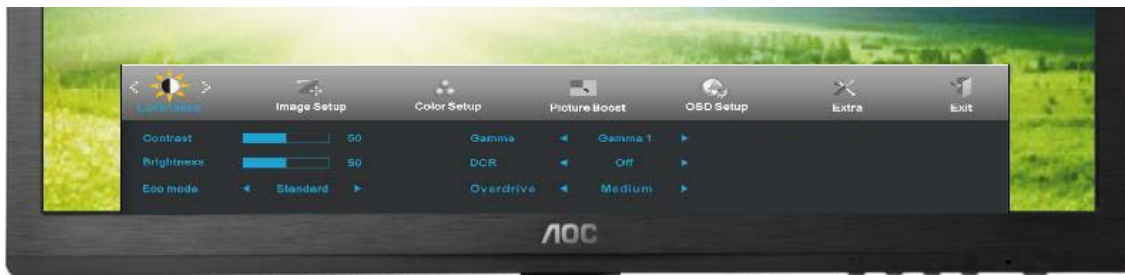 Luminance
Image Setup
Color Setup
Picture Boost
OSD Setup
Extra
Exit
Contrast 50 Gamma Gamma 1
Brightness 50 DCR Off
Eco mode Standard Overdrive Medium
AOC